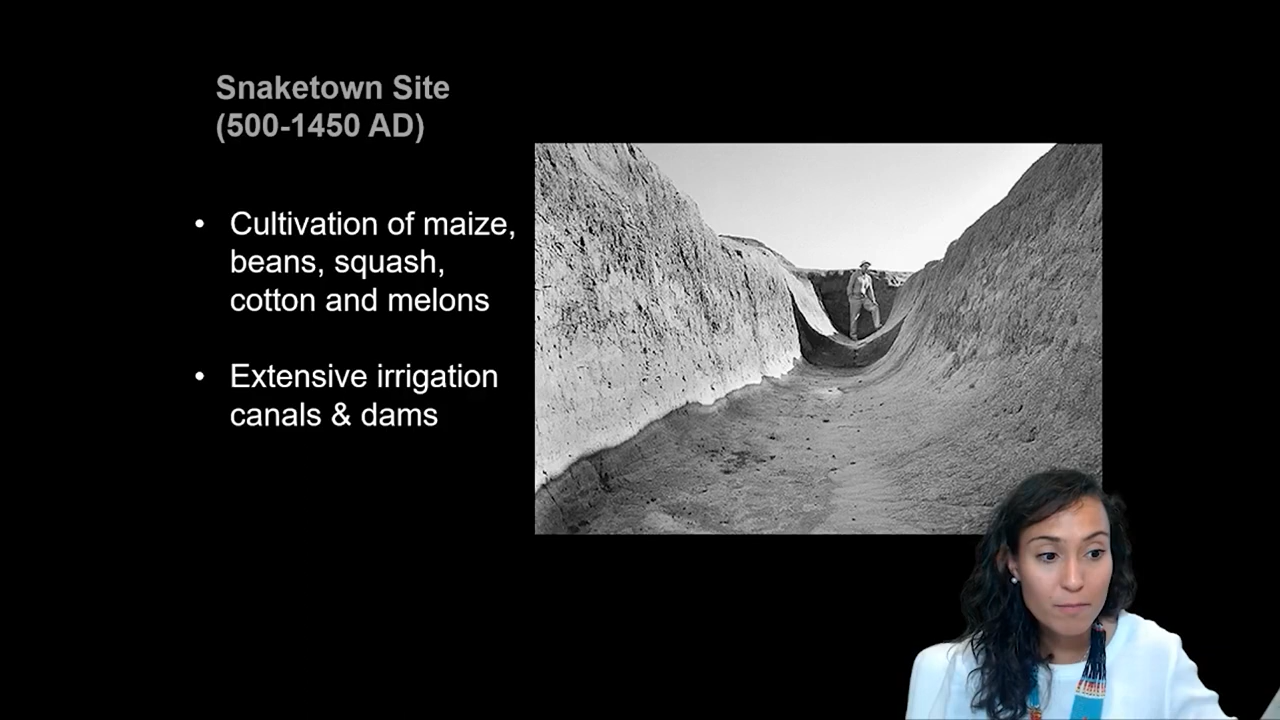 Snaketown Site
(500-1450 AD)
• Cultivation of maize,
beans, squash,
cotton and melons
• Extensive irrigation
canals & dams